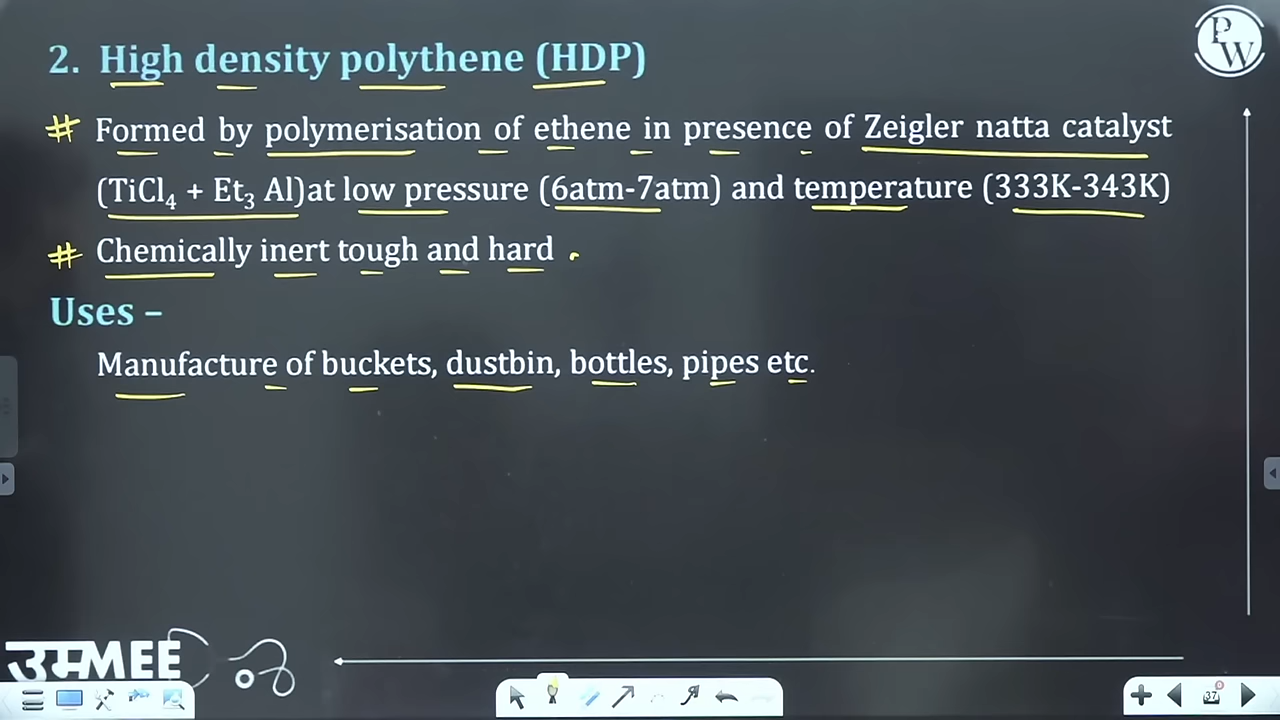 PW
2. High density polythene (HDP)
# Formed by polymerisation of ethene in presence of Zeigler natta catalyst
(TiCl₄ + Et₃ Al)at low pressure (6atm-7atm) and temperature (333K-343K)
# Chemically inert tough and hard .
Uses –
Manufacture of buckets, dustbin, bottles, pipes etc.
उम्MEE
37